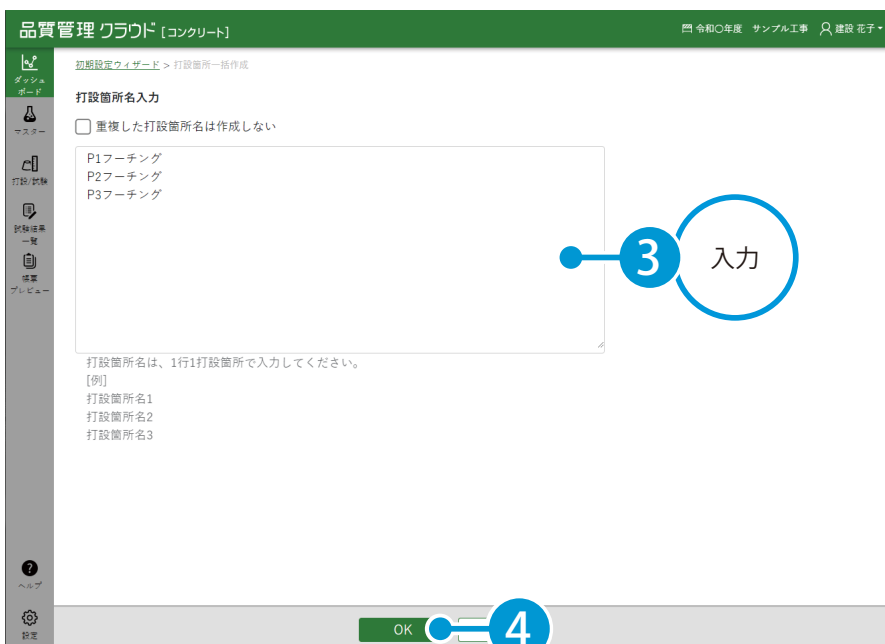 品質管理 クラウド [コンクリート]
令和〇年度 サンプル工事 建設 花子
ダッシュ
ボード
マスター
打設/試験
試験結果
一覧
帳票
プレビュー
ヘルプ
設定
初期設定ウィザード > 打設箇所一括作成
打設箇所名入力
重複した打設箇所名は作成しない
P1フーチング
P2フーチング
P3フーチング
3
入力
打設箇所名は、1行1打設箇所で入力してください。
[例]
打設箇所名1
打設箇所名2
打設箇所名3
OK
4